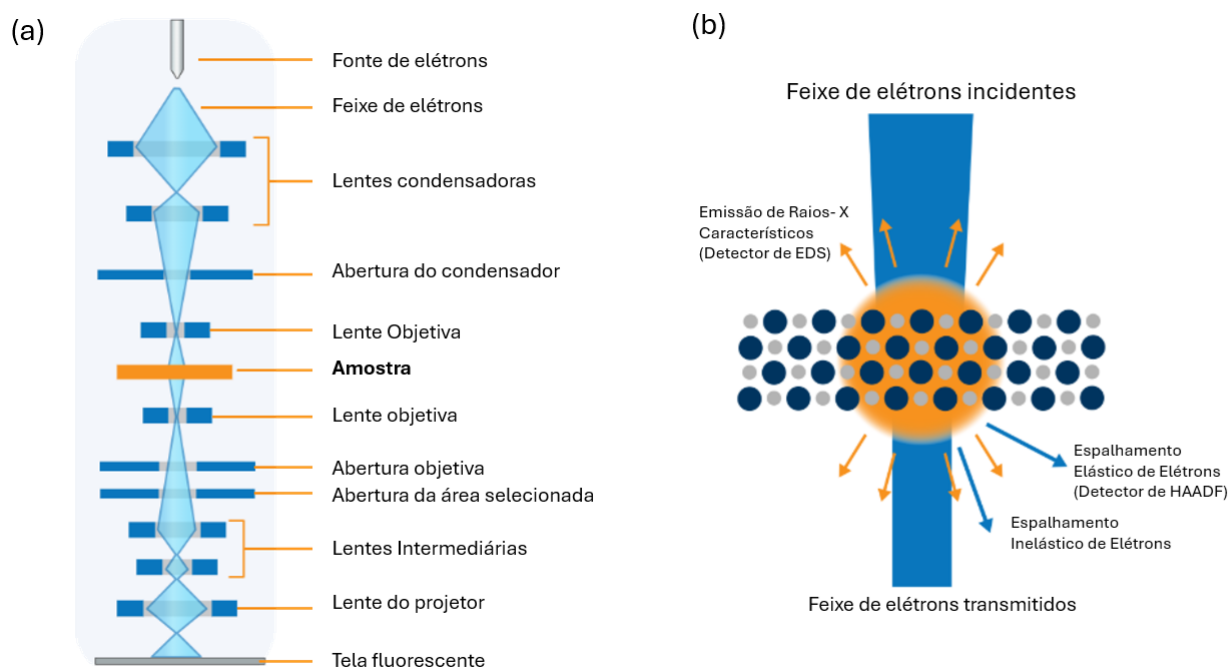 (a)
Fonte de elétrons
Feixe de elétrons
Lentes condensadoras
Abertura do condensador
Lente Objetiva
Amostra
Lente objetiva
Abertura objetiva
Abertura da área selecionada
Lentes Intermediárias
Lente do projetor
Tela fluorescente
(b)
Feixe de elétrons incidentes
Emissão de Raios- X
Característicos
(Detector de EDS)
Espalhamento
Elástico de Elétrons
(Detector de HAADF)
Espalhamento
Inelástico de Elétrons
Feixe de elétrons transmitidos